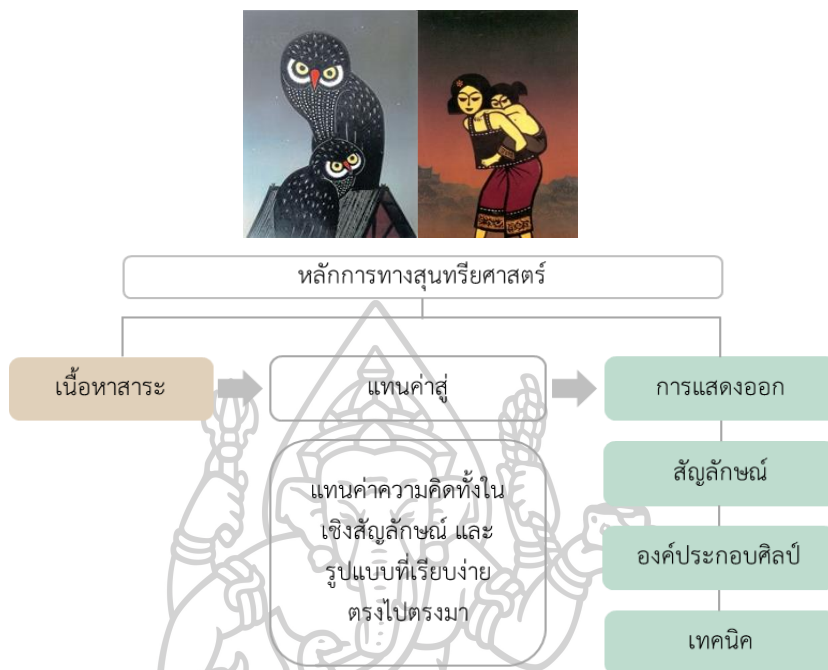 หลักการทางสุนทรียศาสตร์
เนื้อหาสาระ
แทนค่าสู่
การแสดงออก
แทนค่าความคิดทั้งใน
เชิงสัญลักษณ์ และ
รูปแบบที่เรียบง่าย
ตรงไปตรงมา
สัญลักษณ์
องค์ประกอบศิลป์
เทคนิค